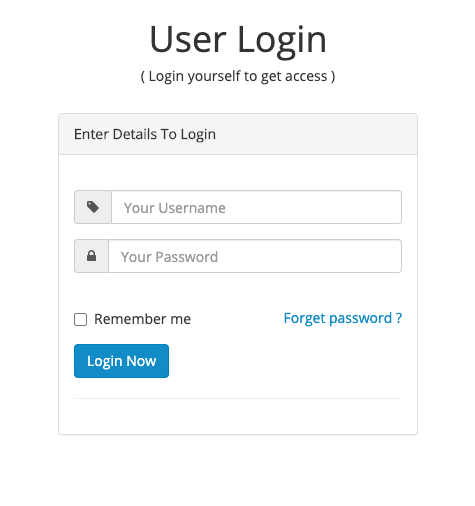 User Login
( Login yourself to get access )
Enter Details To Login
Your Username
Your Password
Remember me Forget password ?
Login Now